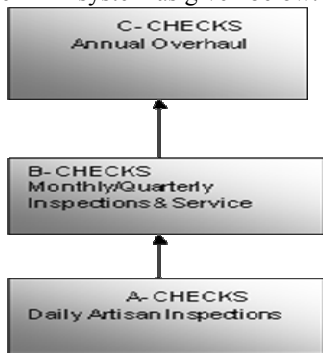 C- CHECKS
Annual Overhaul
B- CHECKS
Monthly/Quarterly
Inspections & Service
A- CHECKS
Daily Artisan Inspections